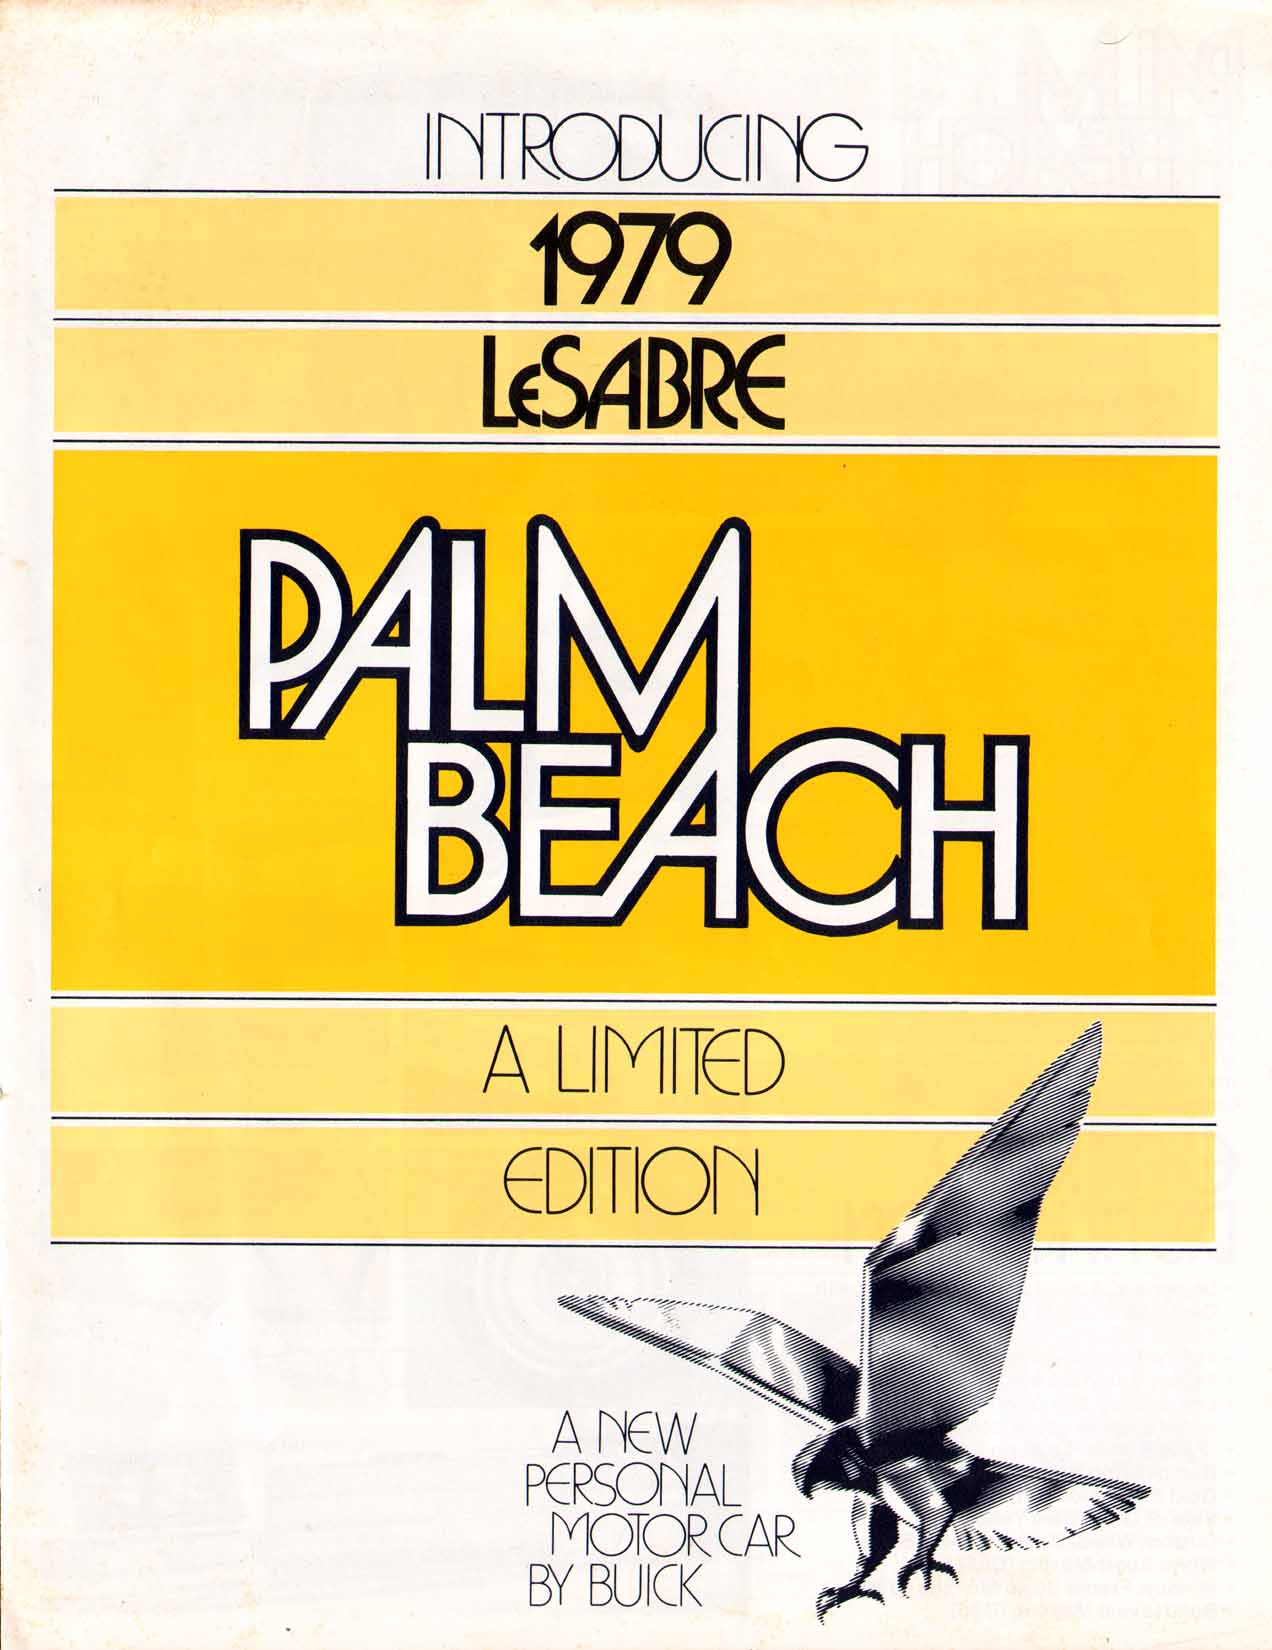 INTRODUCING
1979
LeSABRE
PALM
BEACH
A LIMITED
EDITION
A NEW
PERSONAL
MOTOR CAR
BY BUICK